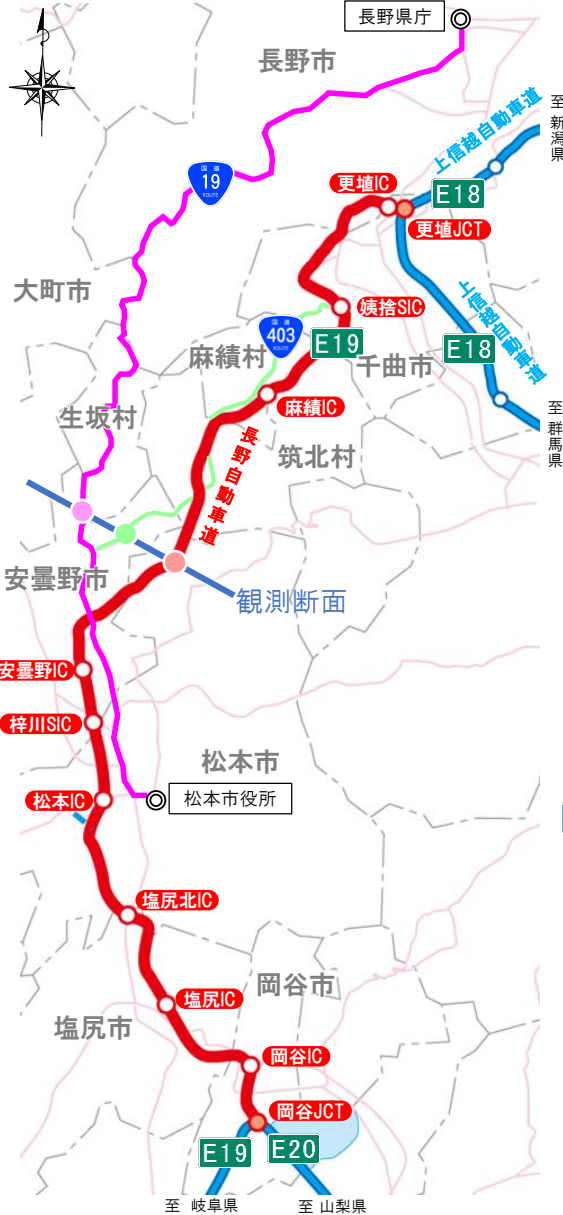 長野県庁
長野市
至 新潟県
上信越自動車道
国道
19
ROUTE
更埴IC
E18
更埴JCT
大町市
姨捨SIC
上信越自動車道
国道
403
ROUTE
E19
E18
麻績村
千曲市
麻績IC
生坂村
至 群馬県
長野自動車道
筑北村
安曇野市
観測断面
安曇野IC
梓川SIC
松本市
松本IC
松本市役所
塩尻北IC
岡谷市
塩尻IC
塩尻市
岡谷IC
岡谷JCT
E19
E20
至 岐阜県
至 山梨県